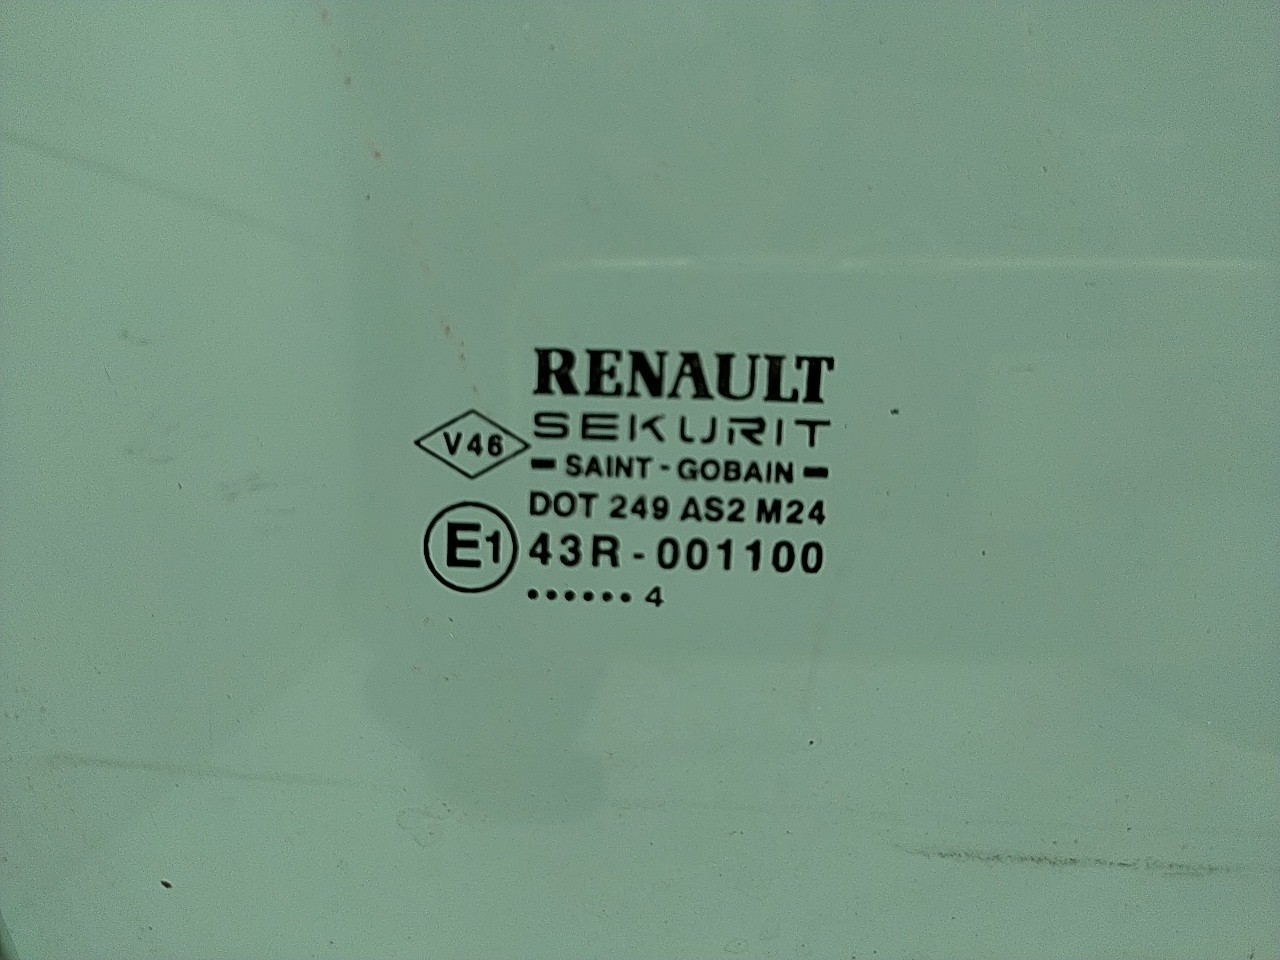 RENAULT
SEKURIT
V46
- SAINT - GOBAIN -
DOT 249 AS2 M24
E1 43R - 001100
...... 4